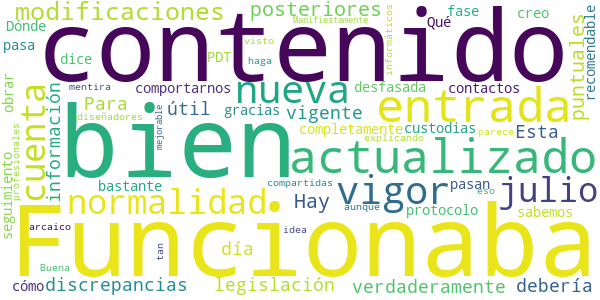 modificaciones
posteriores
Manifiestamente
informáticos
Qué
fase
creo
puntuales
recomendable
Dónde
pasa
contenido
visto
haga
dice
PDT
comportarnos
nueva
desfasada
contactos
mentira
obrar
cuenta
información
Para
diseñadores
mejorable
útil
gracias
vigente
entrada
completamente
custodias
Esta
explicando
parece
seguimiento
profesionales
bien
actualizado
bastante
compartidas
vigor
pasan
eso
julio
normalidad
Hay
aunque
protocolo
sabemos
arcaico
Funcionaba
tan
idea
día
Buena
cómo
discrepancias
legislación
verdaderamente
debería